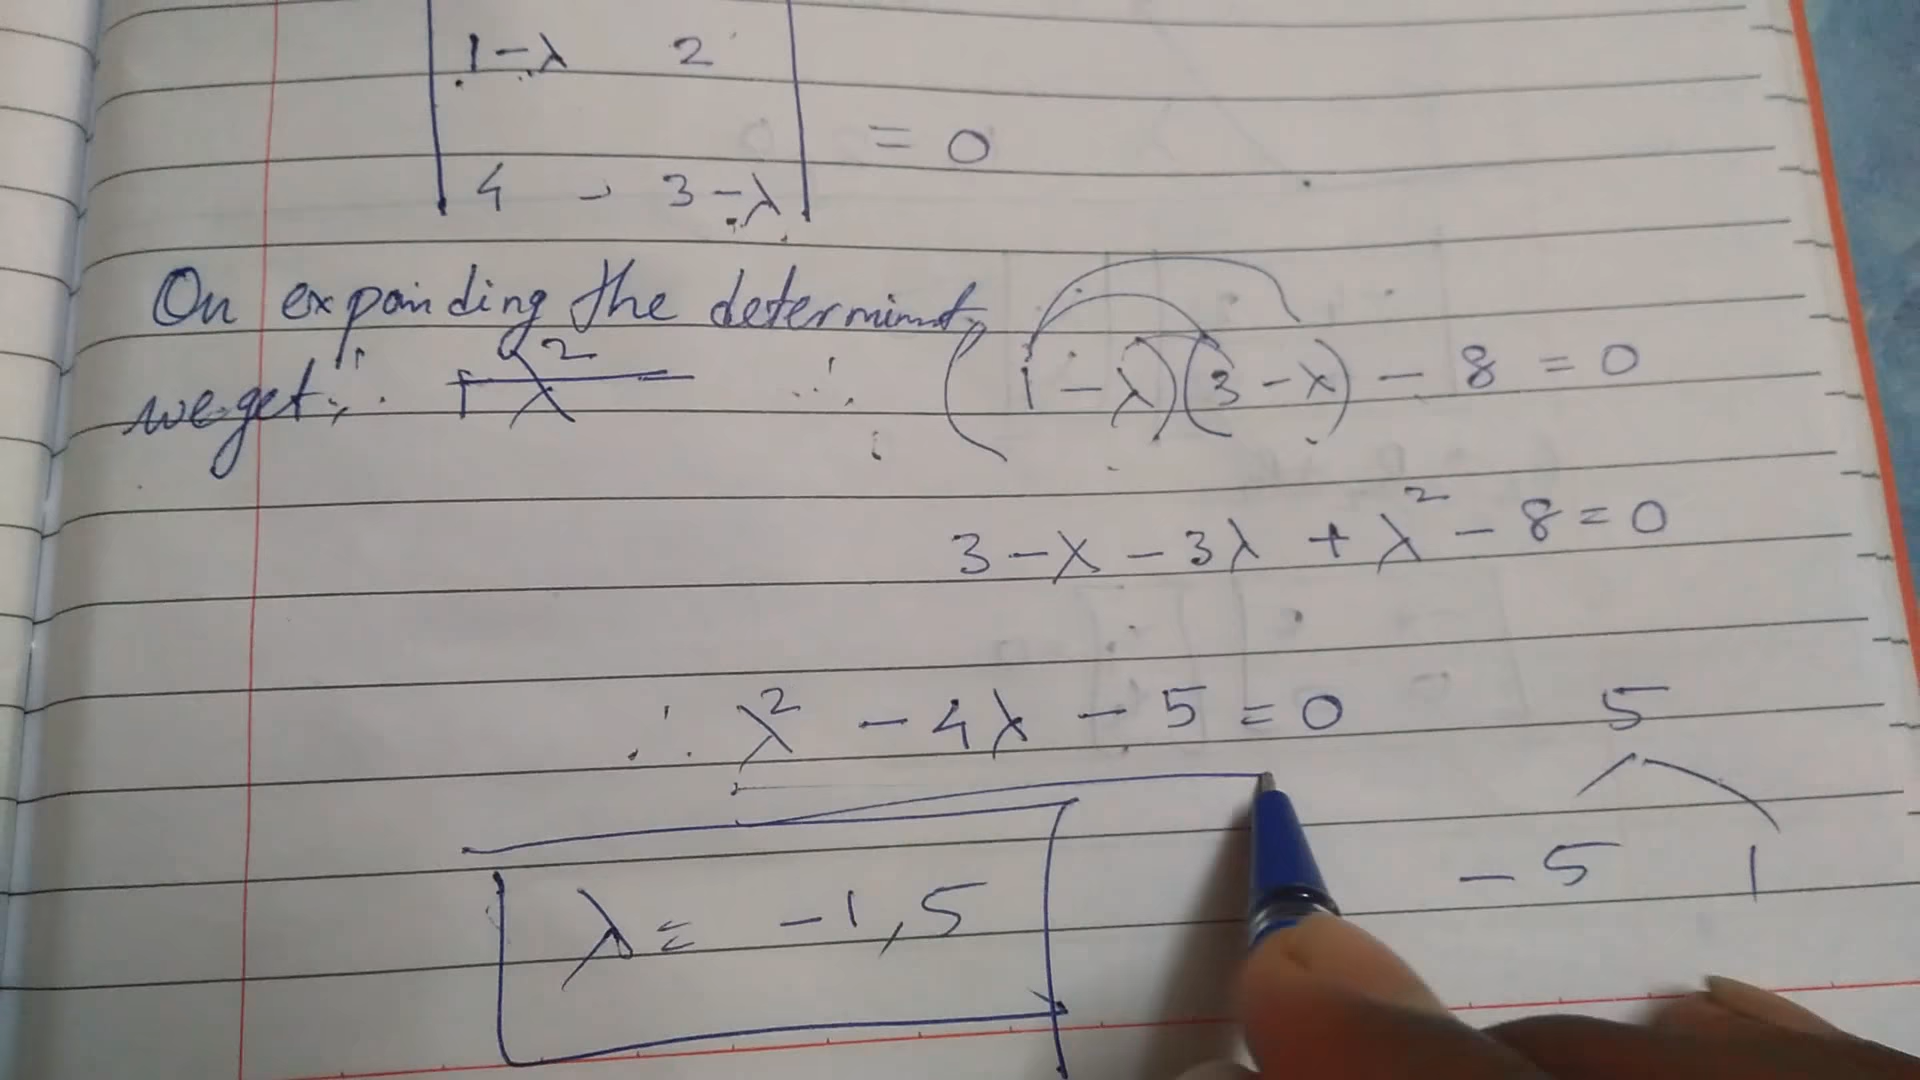 1-λ 2
= 0
4 - 3-λ
On expanding the determinnt,
we get, ∴ ∴ (1-λ)(3-λ) - 8 = 0
3 - λ - 3λ + λ² - 8 = 0
∴ λ² - 4λ - 5 = 0
5
-5 1
λ = -1, 5